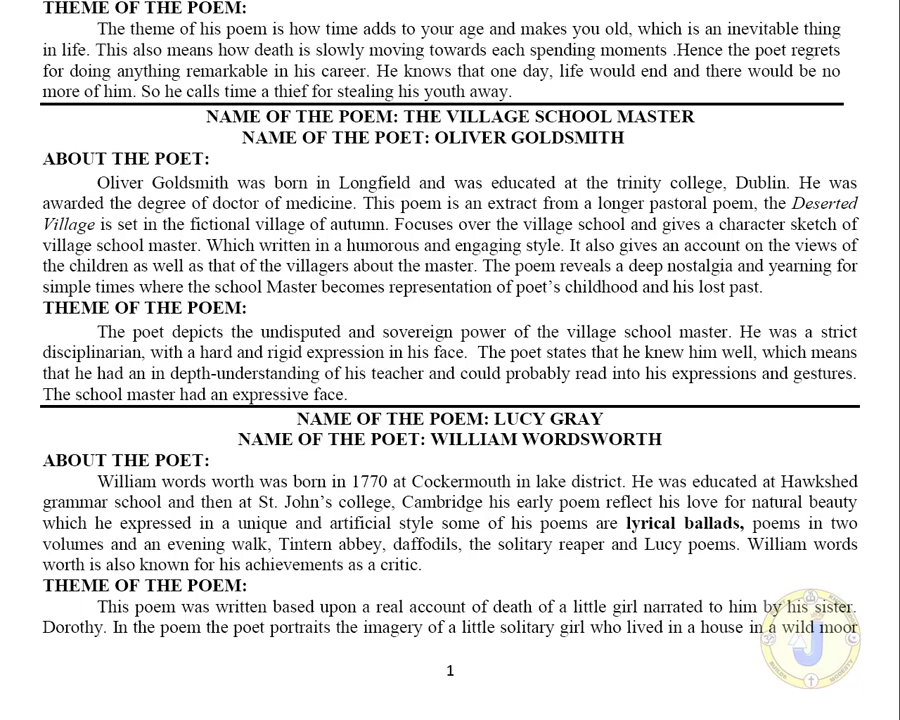 THEME OF THE POEM:
The theme of his poem is how time adds to your age and makes you old, which is an inevitable thing
in life. This also means how death is slowly moving towards each spending moments .Hence the poet regrets
for doing anything remarkable in his career. He knows that one day, life would end and there would be no
more of him. So he calls time a thief for stealing his youth away.
NAME OF THE POEM: THE VILLAGE SCHOOL MASTER
NAME OF THE POET: OLIVER GOLDSMITH
ABOUT THE POET:
Oliver Goldsmith was born in Longfield and was educated at the trinity college, Dublin. He was
awarded the degree of doctor of medicine. This poem is an extract from a longer pastoral poem, the Deserted
Village is set in the fictional village of autumn. Focuses over the village school and gives a character sketch of
village school master. Which written in a humorous and engaging style. It also gives an account on the views of
the children as well as that of the villagers about the master. The poem reveals a deep nostalgia and yearning for
simple times where the school Master becomes representation of poet's childhood and his lost past.
THEME OF THE POEM:
The poet depicts the undisputed and sovereign power of the village school master. He was a strict
disciplinarian, with a hard and rigid expression in his face. The poet states that he knew him well, which means
that he had an in depth-understanding of his teacher and could probably read into his expressions and gestures.
The school master had an expressive face.
NAME OF THE POEM: LUCY GRAY
NAME OF THE POET: WILLIAM WORDSWORTH
ABOUT THE POET:
William words worth was born in 1770 at Cockermouth in lake district. He was educated at Hawkshed
grammar school and then at St. John's college, Cambridge his early poem reflect his love for natural beauty
which he expressed in a unique and artificial style some of his poems are lyrical ballads, poems in two
volumes and an evening walk, Tintern abbey, daffodils, the solitary reaper and Lucy poems. William words
worth is also known for his achievements as a critic.
THEME OF THE POEM:
This poem was written based upon a real account of death of a little girl narrated to him by his sister.
Dorothy. In the poem the poet portraits the imagery of a little solitary girl who lived in a house in a wild moor
J
MODESTY
1